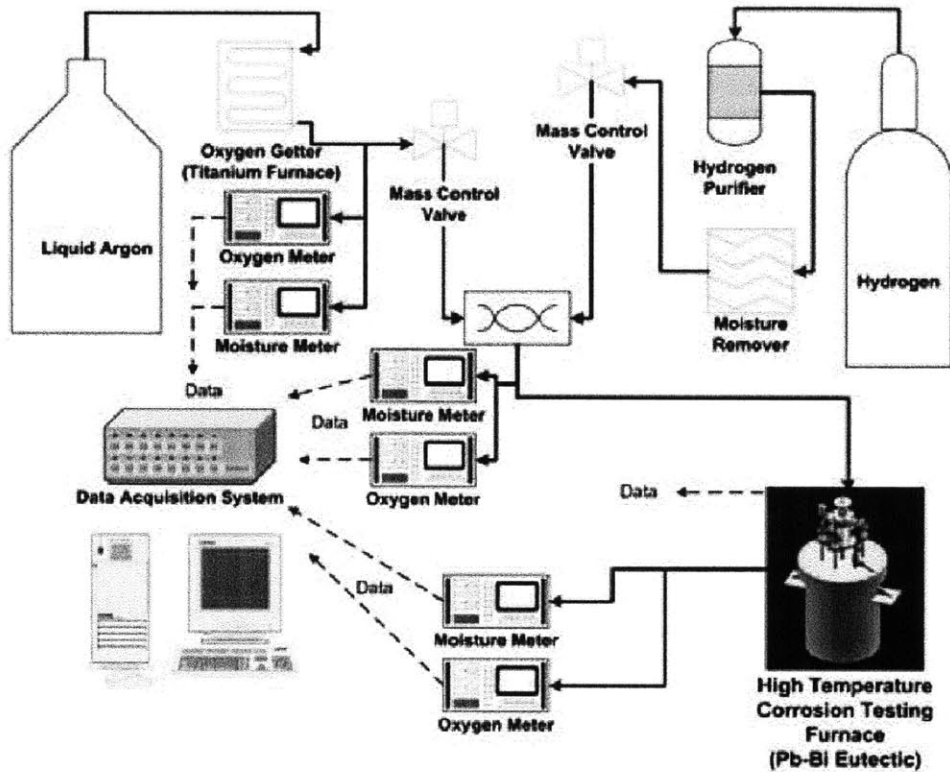 Oxygen Getter
(Titanium Furnace)
Mass Control
Valve
Mass Control
Valve
Hydrogen
Purifier
Liquid Argon
Oxygen Meter
Hydrogen
Moisture Meter
Moisture
Remover
Data
Moisture Meter
Data
Data Acquisition System
Oxygen Meter
Data
Data
Moisture Meter
Oxygen Meter
High Temperature
Corrosion Testing
Furnace
(Pb-Bi Eutectic)